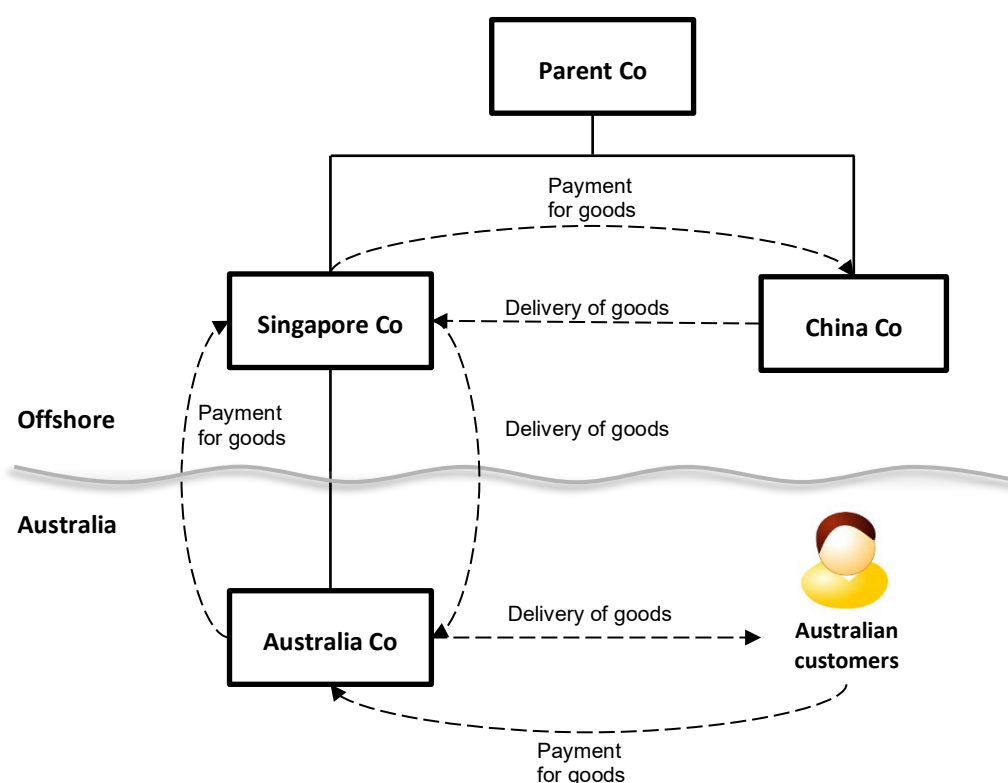 Parent Co
Payment
for goods
Singapore Co
Delivery of goods
China Co
Offshore
Payment
for goods
Delivery of goods
Australia
Australia Co
Delivery of goods
Australian
customers
Payment
for goods